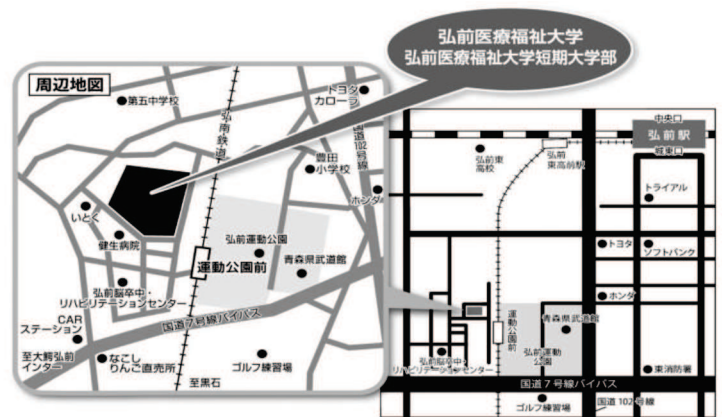 弘前医療福祉大学
弘前医療福祉大学短期大学部
周辺地図
第五中学校
弘南鉄道
トヨタ
カローラ
国道102号線
豊田
小学校
ホンダ
いとく
健生病院
弘前運動公園
運動公園前
青森県武道館
弘前脳卒中・
リハビリテーションセンター
CAR
ステーション
国道7号線バイパス
至大鰐弘前
インター
なこし
りんご直売所
ゴルフ練習場
至黒石
中央口
弘前駅
城東口
弘前東
高校
弘前
東高前駅
トライアル
トヨタ
ソフトバンク
ホンダ
運動公園前
青森県武道館
弘前運動
公園
弘前脳卒中・
リハビリテーションセンター
東消防署
国道7号線バイパス
ゴルフ練習場
国道102号線